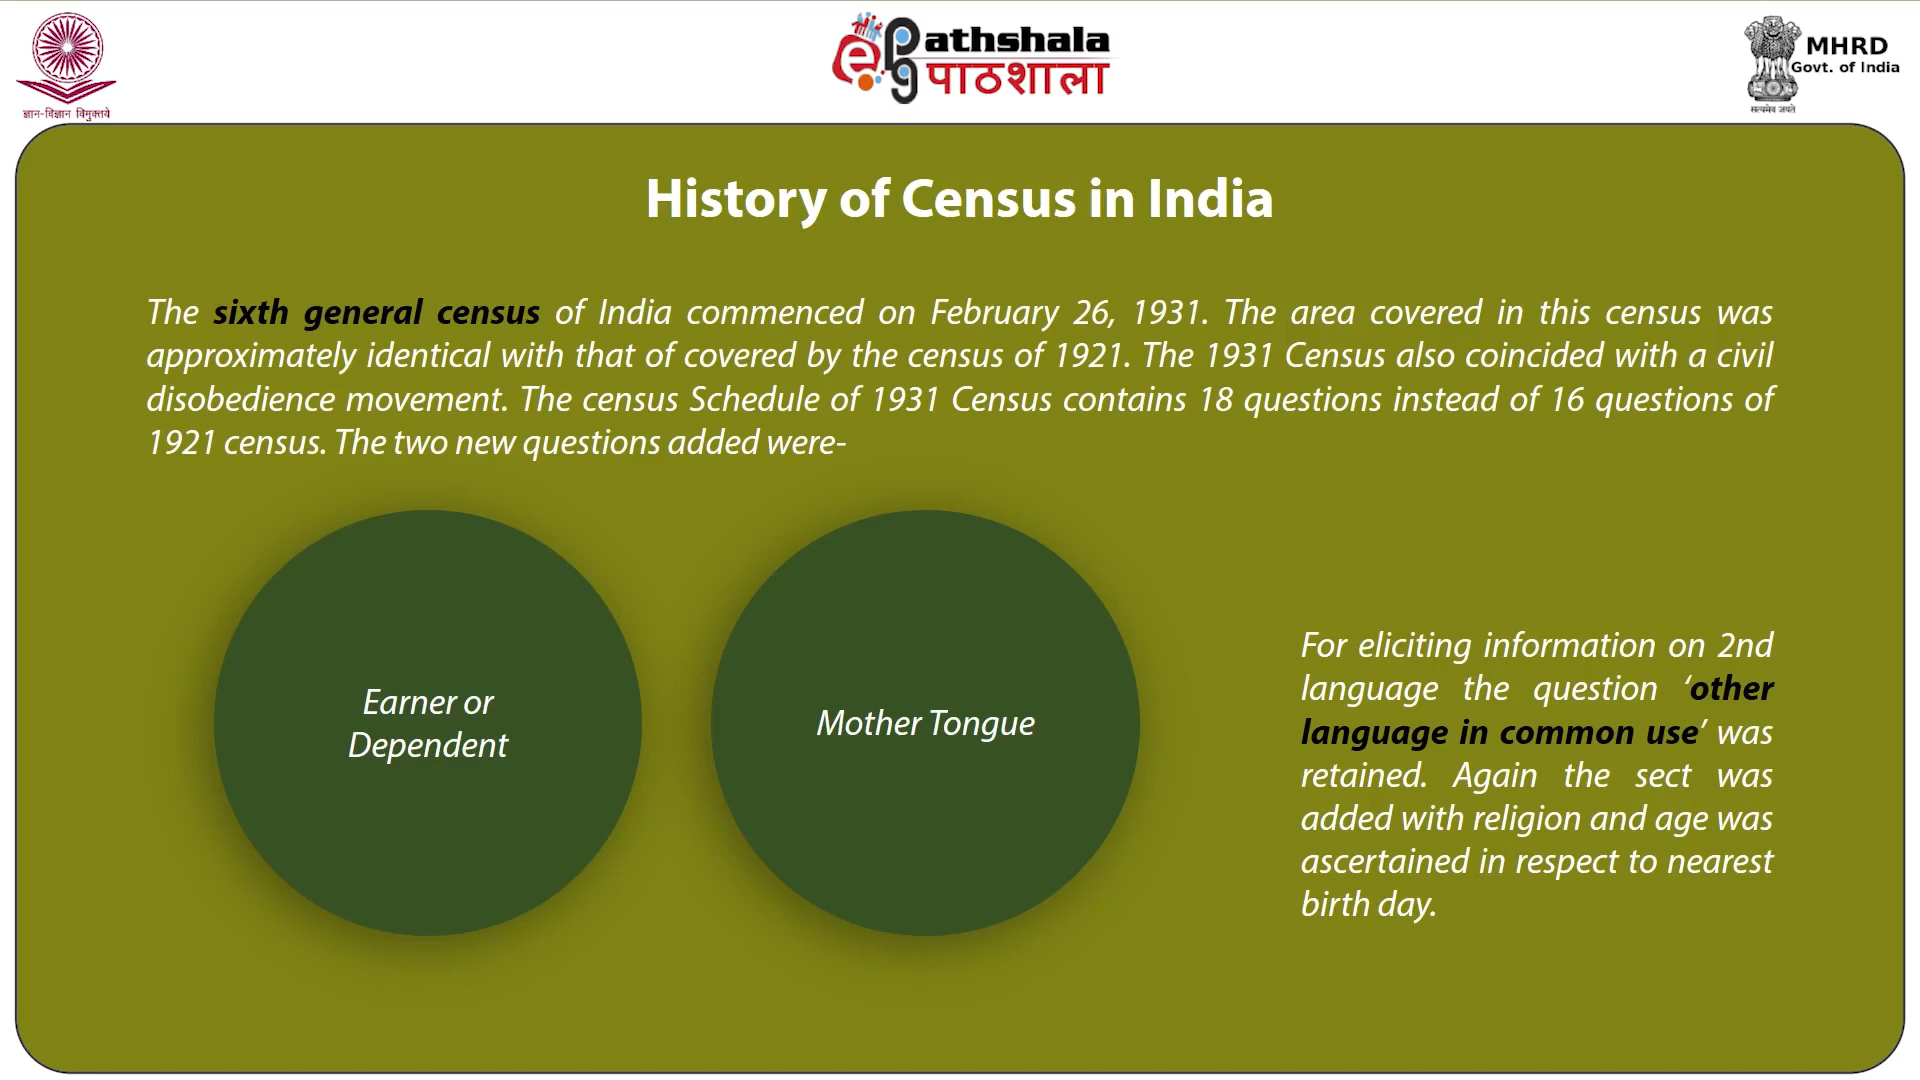 ज्ञान-विज्ञान विमुक्तये
ePG Pathshala
पाठशाला
MHRD
Govt. of India
सत्यमेव जयते
History of Census in India
The sixth general census of India commenced on February 26, 1931. The area covered in this census was
approximately identical with that of covered by the census of 1921. The 1931 Census also coincided with a civil
disobedience movement. The census Schedule of 1931 Census contains 18 questions instead of 16 questions of
1921 census. The two new questions added were-
Earner or
Dependent
Mother Tongue
For eliciting information on 2nd
language the question ‘other
language in common use’ was
retained. Again the sect was
added with religion and age was
ascertained in respect to nearest
birth day.